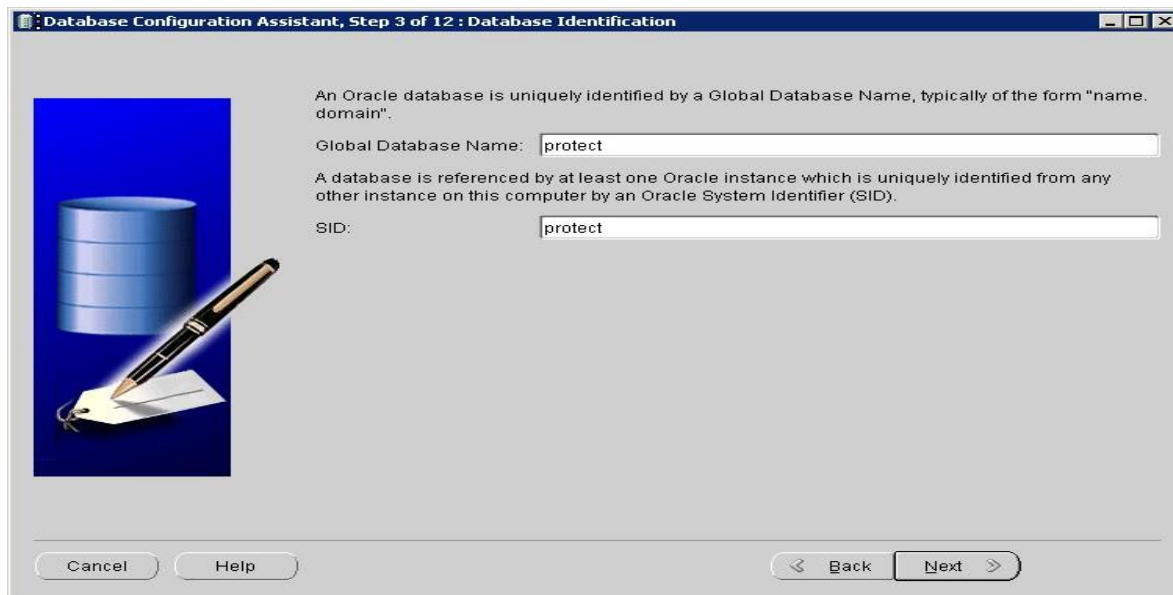 Database Configuration Assistant, Step 3 of 12 : Database Identification
An Oracle database is uniquely identified by a Global Database Name, typically of the form "name.
domain".
Global Database Name: protect
A database is referenced by at least one Oracle instance which is uniquely identified from any
other instance on this computer by an Oracle System Identifier (SID).
SID: protect
Cancel Help Back Next